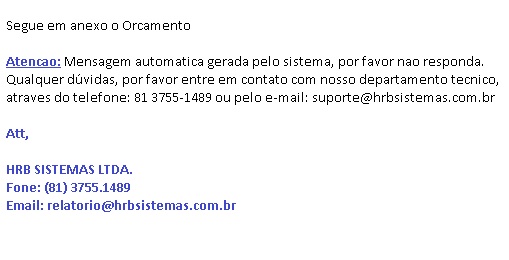 Segue em anexo o Orcamento
Atencao: Mensagem automatica gerada pelo sistema, por favor nao responda.
Qualquer dúvidas, por favor entre em contato com nosso departamento tecnico,
atraves do telefone: 81 3755-1489 ou pelo e-mail: suporte@hrbsistemas.com.br
Att,
HRB SISTEMAS LTDA.
Fone: (81) 3755.1489
Email: relatorio@hrbsistemas.com.br